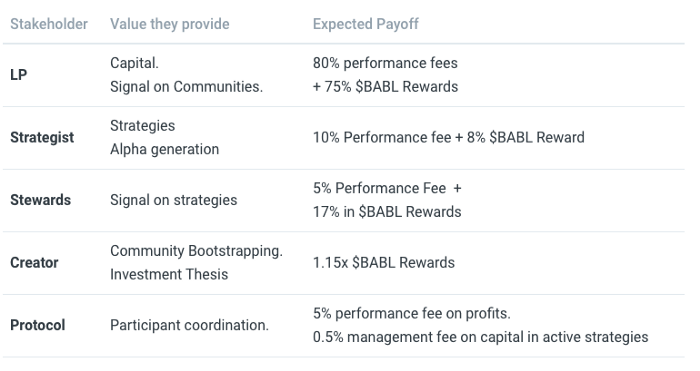 Stakeholder Value they provide Expected Payoff
LP
Capital.
Signal on Communities.
80% performance fees
+ 75% $BABL Rewards
Strategist
Strategies
Alpha generation
10% Performance fee + 8% $BABL Reward
Stewards
Signal on strategies
5% Performance Fee +
17% in $BABL Rewards
Creator
Community Bootstrapping.
Investment Thesis
1.15x $BABL Rewards
Protocol
Participant coordination.
5% performance fee on profits.
0.5% management fee on capital in active strategies